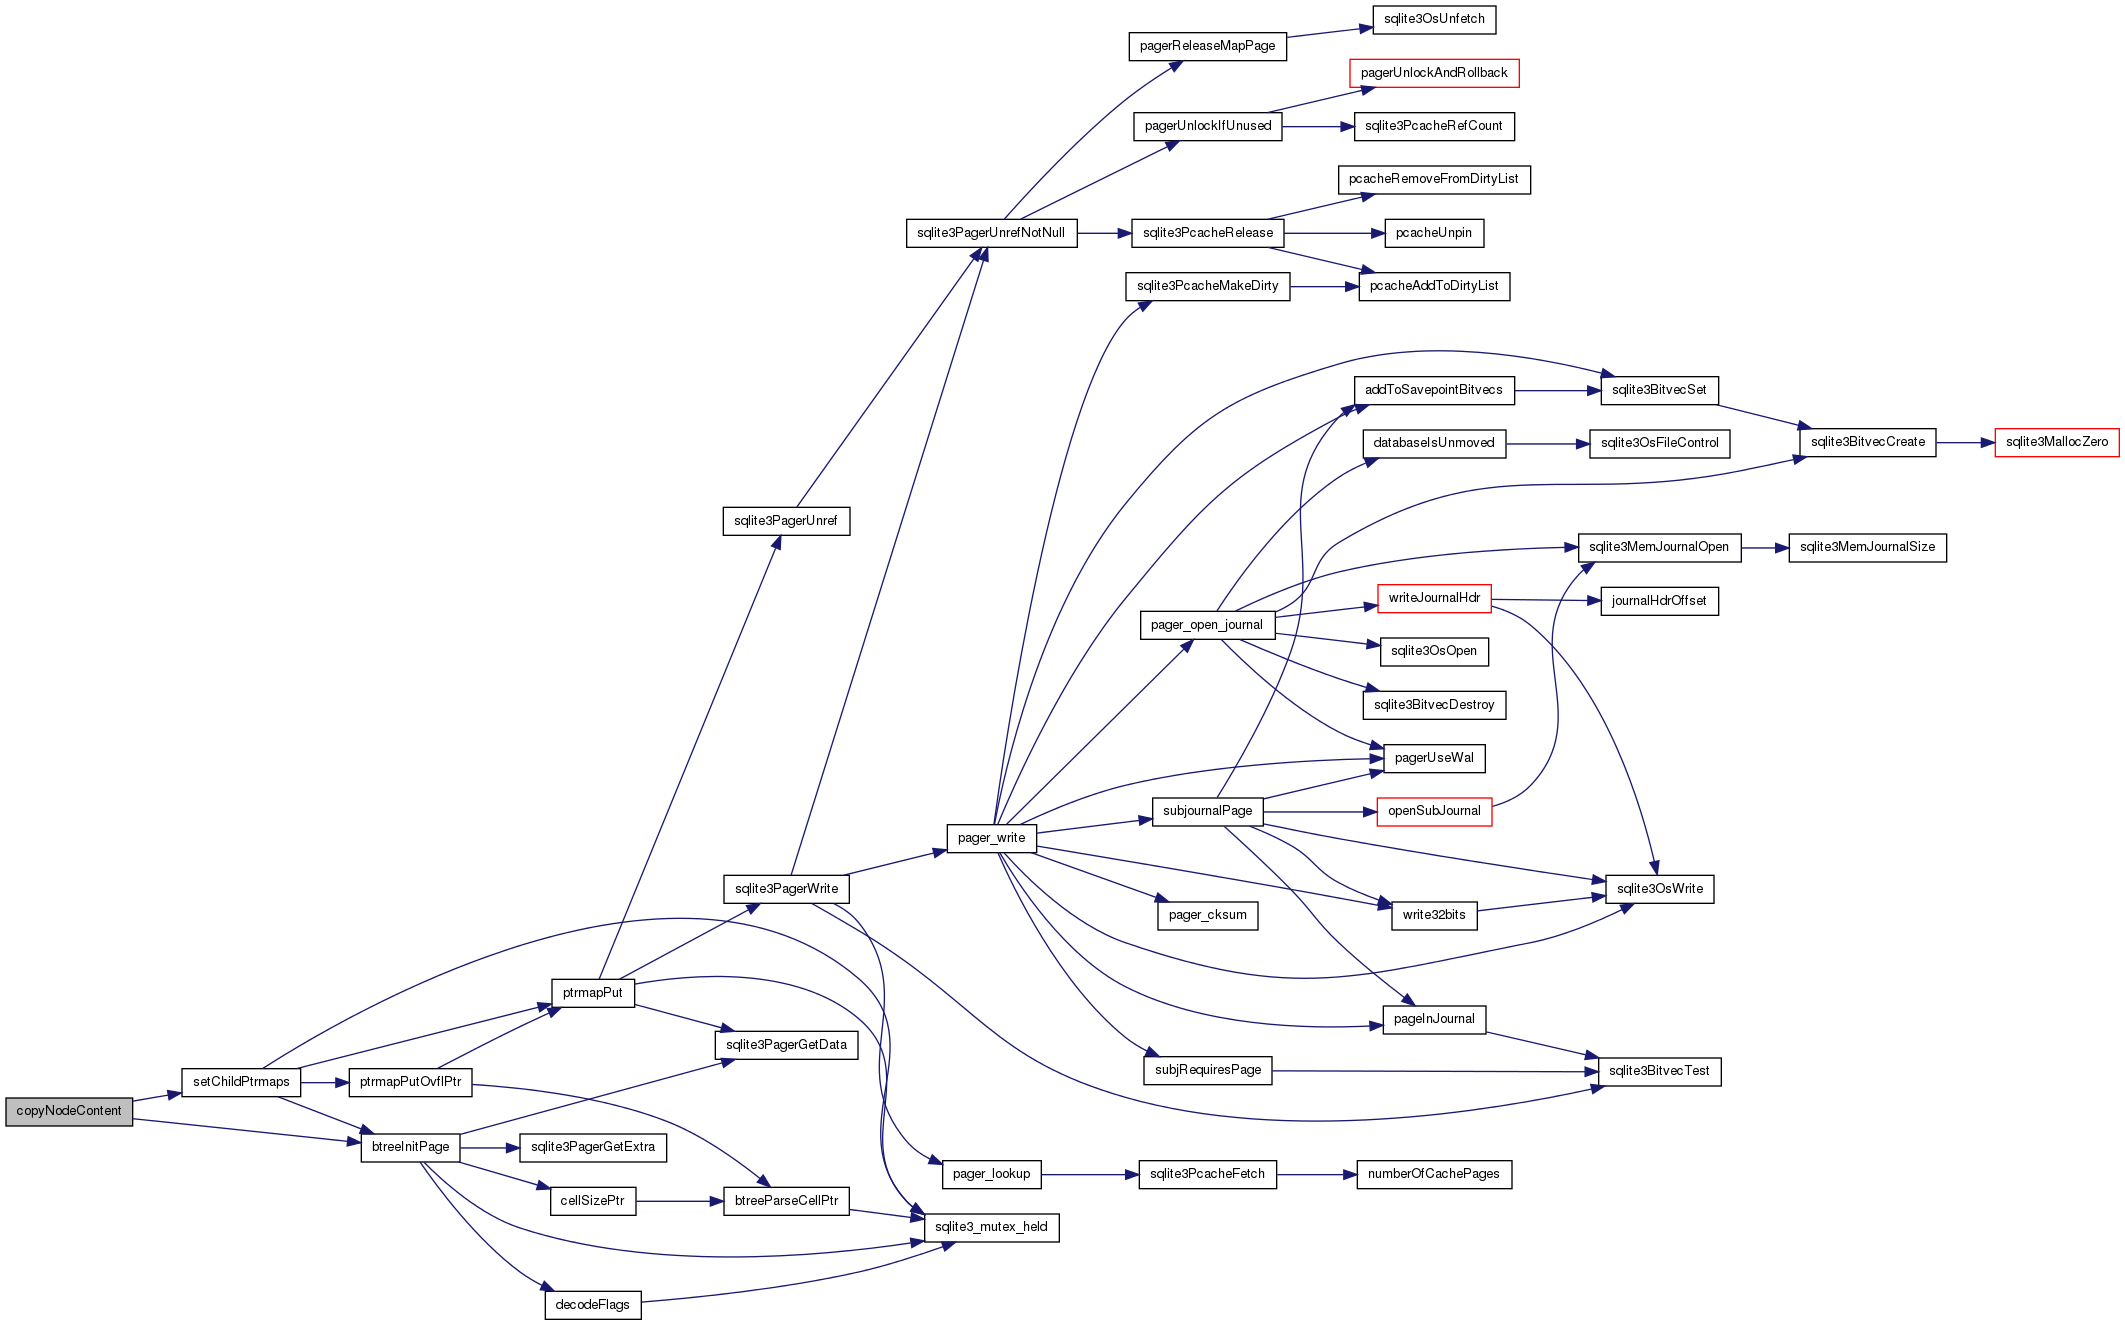 sqlite3OsUnfetch
pagerReleaseMapPage
pagerUnlockAndRollback
pagerUnlockIfUnused
sqlite3PcacheRefCount
pcacheRemoveFromDirtyList
sqlite3PagerUnrefNotNull
sqlite3PcacheRelease
pcacheUnpin
sqlite3PcacheMakeDirty
pcacheAddToDirtyList
addToSavepointBitvecs
sqlite3BitvecSet
databaseIsUnmoved
sqlite3OsFileControl
sqlite3BitvecCreate
sqlite3MallocZero
sqlite3PagerUnref
sqlite3MemJournalOpen
sqlite3MemJournalSize
writeJournalHdr
journalHdrOffset
pager_open_journal
sqlite3OsOpen
sqlite3BitvecDestroy
pagerUseWal
subjournalPage
openSubJournal
pager_write
sqlite3PagerWrite
sqlite3OsWrite
pager_cksum
write32bits
ptrmapPut
pageInJournal
sqlite3PagerGetData
subjRequiresPage
sqlite3BitvecTest
setChildPtrmaps
ptrmapPutOvflPtr
copyNodeContent
btreeInitPage
sqlite3PagerGetExtra
pager_lookup
sqlite3PcacheFetch
numberOfCachePages
cellSizePtr
btreeParseCellPtr
sqlite3_mutex_held
decodeFlags